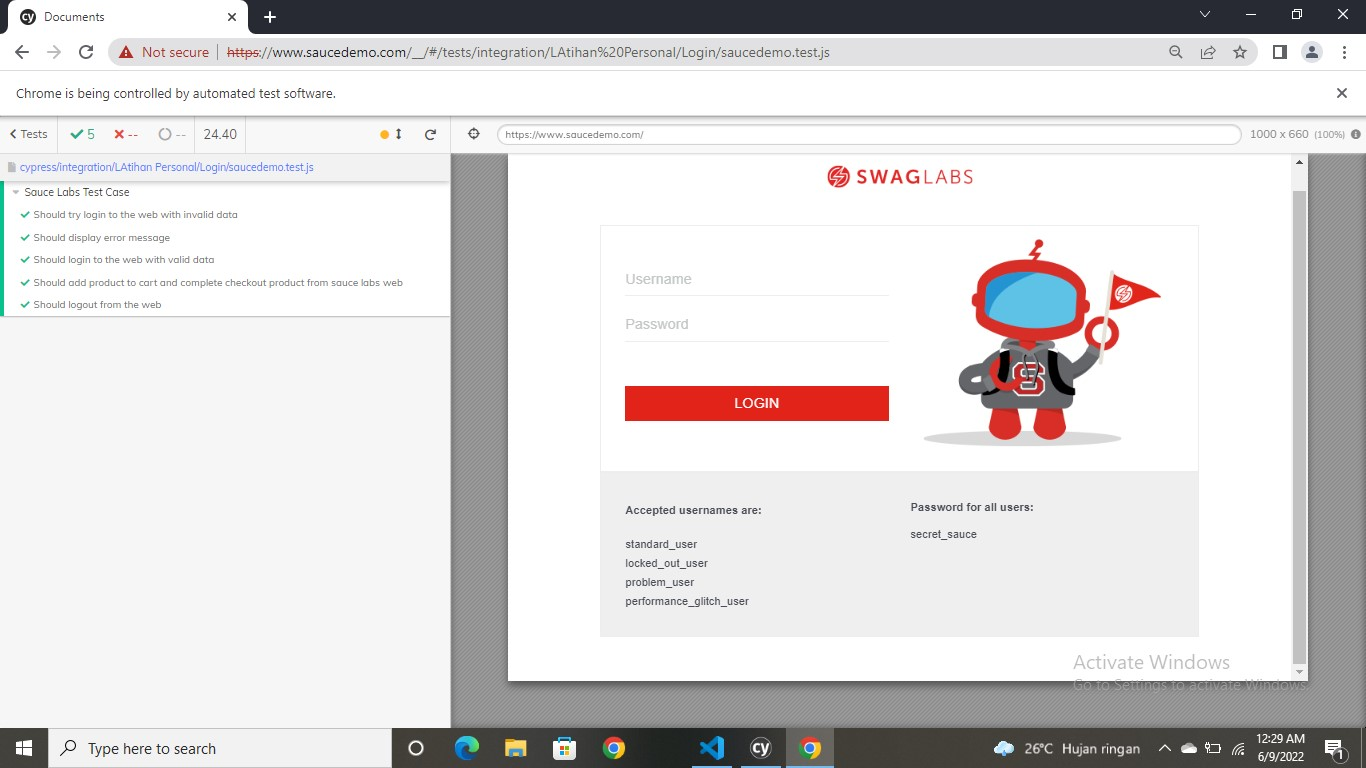 cy Documents
Not secure https://www.saucedemo.com/__/#/tests/integration/LAtihan%20Personal/Login/saucedemo.test.js
Chrome is being controlled by automated test software.
Tests 5 -- -- 24.40 https://www.saucedemo.com/ 1000 x 660 (100%)
cypress/integration/LAtihan Personal/Login/saucedemo.test.js
Sauce Labs Test Case
Should try login to the web with invalid data
Should display error message
Should login to the web with valid data
Should add product to cart and complete checkout product from sauce labs web
Should logout from the web
SWAGLABS
Username
Password
LOGIN
S
Accepted usernames are:
standard_user
locked_out_user
problem_user
performance_glitch_user
Password for all users:
secret_sauce
Activate Windows
Go to Settings to activate Windows.
Type here to search
cy
26°C Hujan ringan
12:29 AM
6/9/2022
1